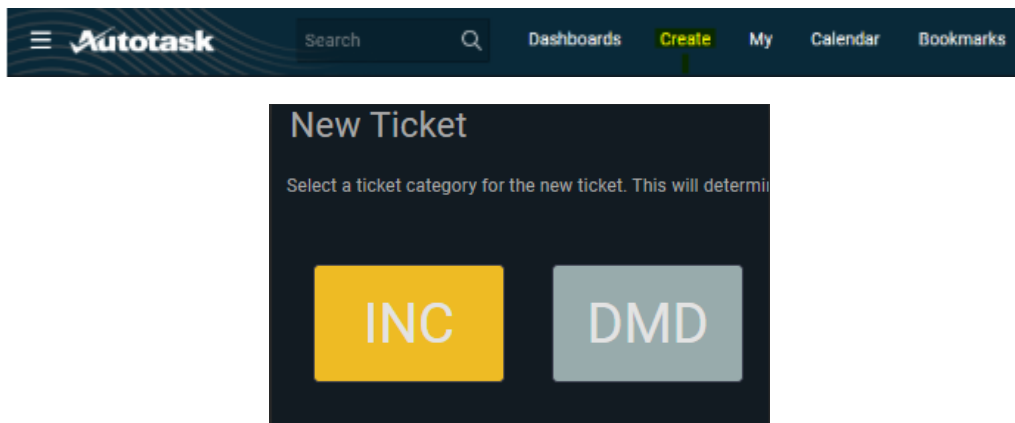 Autotask Search Dashboards Create My Calendar Bookmarks
New Ticket
Select a ticket category for the new ticket. This will determi
INC DMD